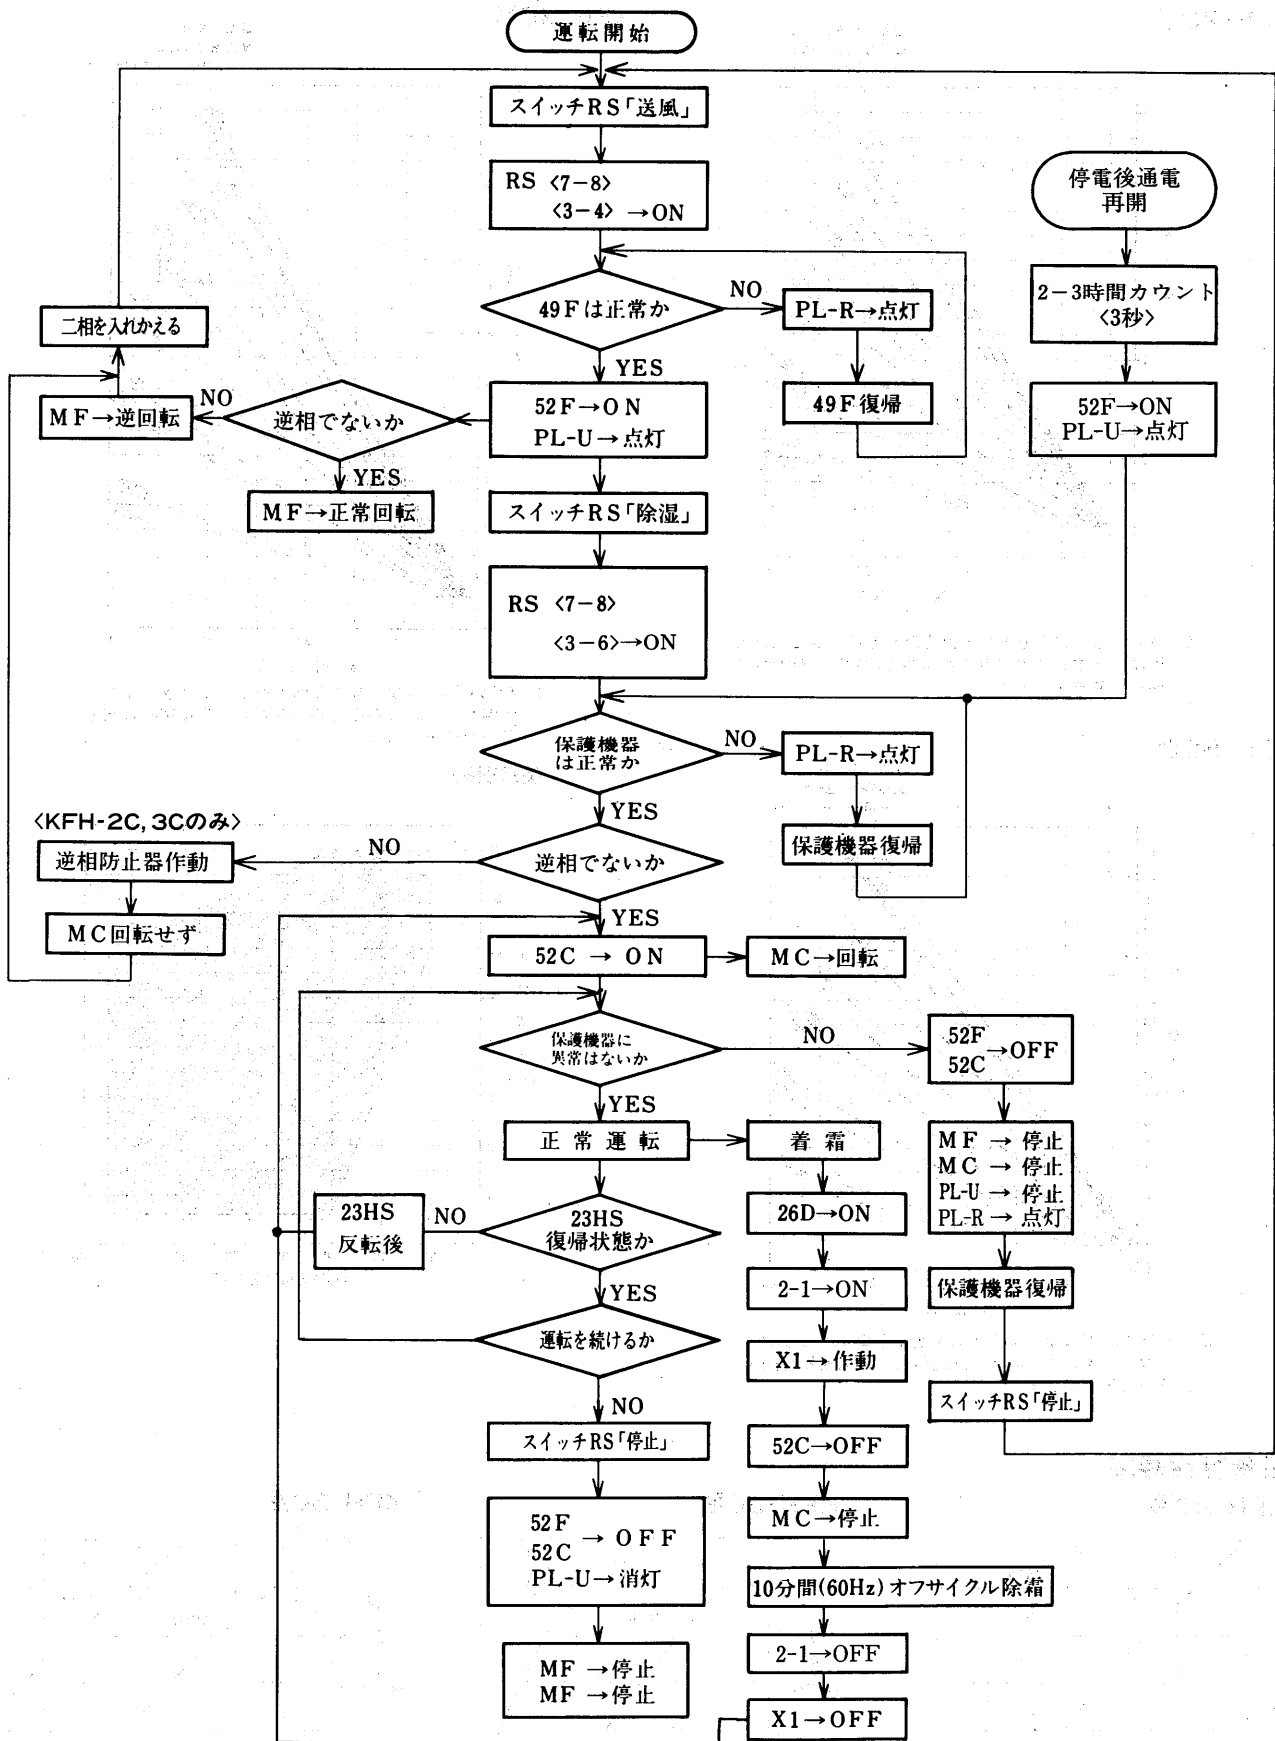 運転開始
スイッチRS「送風」
RS <7-8>
<3-4> →ON
停電後通電
再開
2-3時間カウント
<3秒>
49Fは正常か
NO
PL-R→点灯
二相を入れかえる
YES
49F復帰
52F→ON
PL-U→点灯
52F→ON
PL-U→点灯
逆相でないか
NO
MF→逆回転
YES
MF→正常回転
スイッチRS「除湿」
RS <7-8>
<3-6>→ON
保護機器
は正常か
NO
PL-R→点灯
YES
保護機器復帰
〈KFH-2C, 3Cのみ〉
逆相防止器作動
NO
逆相でないか
MC回転せず
YES
52C → ON
MC→回転
保護機器に
異常はないか
NO
52F
52C →OFF
YES
正常運転
着霜
MF → 停止
MC → 停止
PL-U → 停止
PL-R → 点灯
23HS
反転後
NO
23HS
復帰状態か
26D→ON
YES
2-1→ON
保護機器復帰
運転を続けるか
X1→作動
NO
スイッチRS「停止」
スイッチRS「停止」
52C→OFF
52F
52C → OFF
PL-U→消灯
MC→停止
10分間(60Hz)オフサイクル除霜
MF →停止
MF →停止
2-1→OFF
X1→OFF